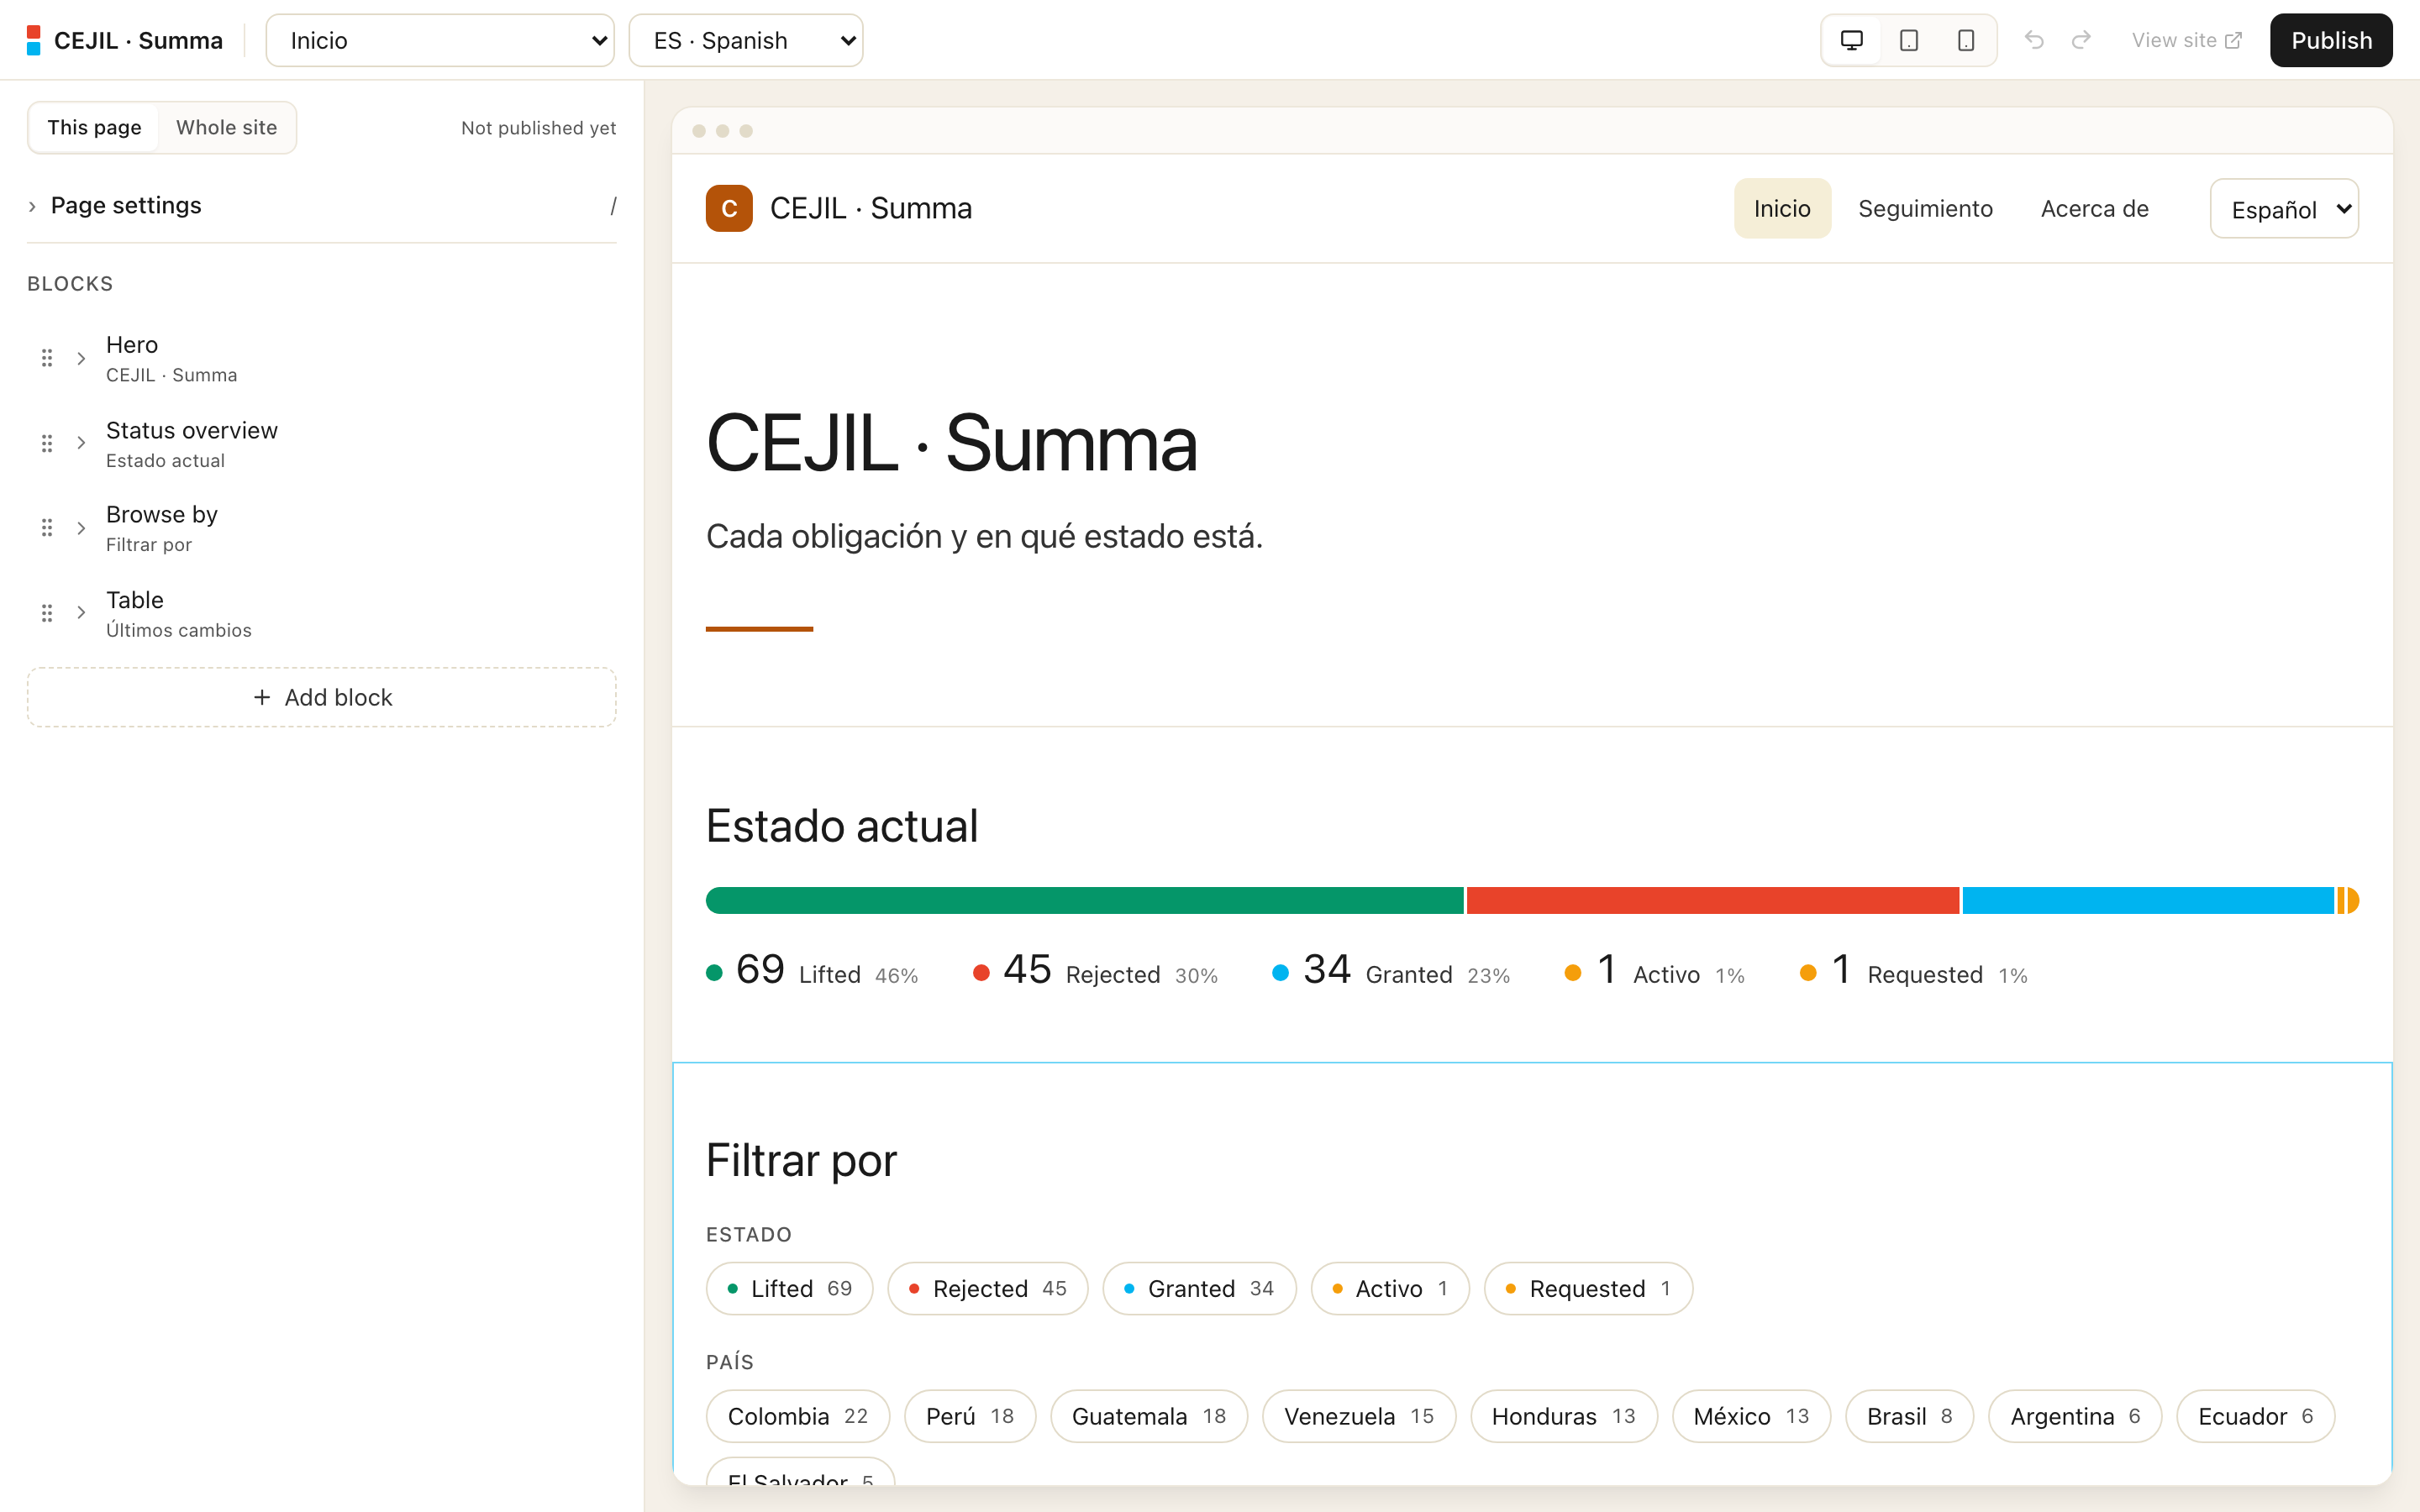 CEJIL · Summa
Inicio
ES · Spanish
View site
Publish
This page
Whole site
Not published yet
Page settings
/
BLOCKS
Hero
CEJIL · Summa
Status overview
Estado actual
Browse by
Filtrar por
Table
Últimos cambios
+ Add block
C CEJIL · Summa
Inicio
Seguimiento
Acerca de
Español
CEJIL · Summa
Cada obligación y en qué estado está.
Estado actual
69 Lifted 46%
45 Rejected 30%
34 Granted 23%
1 Activo 1%
1 Requested 1%
Filtrar por
ESTADO
Lifted 69
Rejected 45
Granted 34
Activo 1
Requested 1
PAÍS
Colombia 22
Perú 18
Guatemala 18
Venezuela 15
Honduras 13
México 13
Brasil 8
Argentina 6
Ecuador 6
El Salvador 5